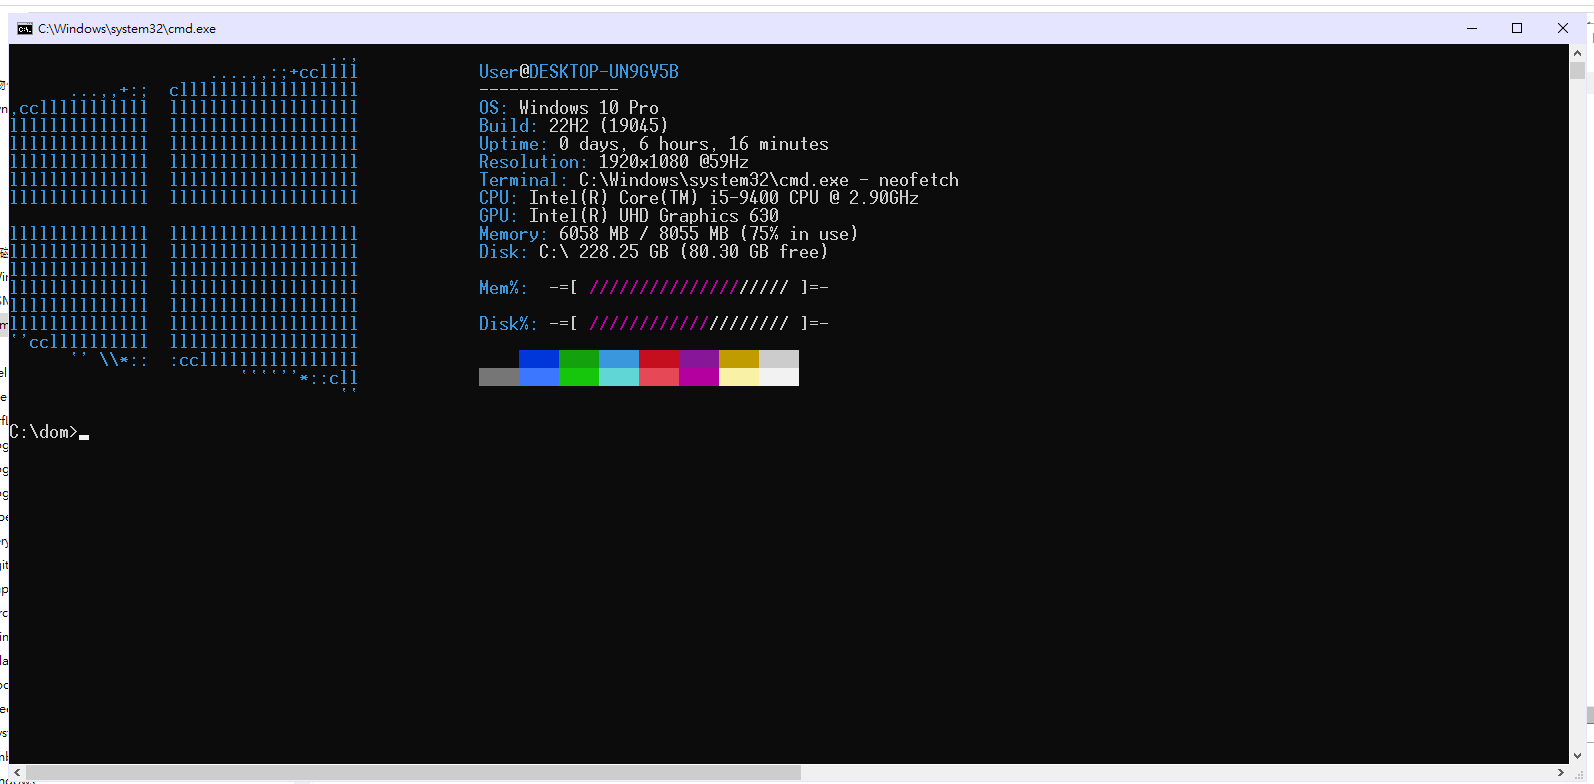 C:\Windows\system32\cmd.exe
User@DESKTOP-UN9GV5B
--------------
OS: Windows 10 Pro
Build: 22H2 (19045)
Uptime: 0 days, 6 hours, 16 minutes
Resolution: 1920x1080 @59Hz
Terminal: C:\Windows\system32\cmd.exe - neofetch
CPU: Intel(R) Core(TM) i5-9400 CPU @ 2.90GHz
GPU: Intel(R) UHD Graphics 630
Memory: 6058 MB / 8055 MB (75% in use)
Disk: C:\ 228.25 GB (80.30 GB free)
Mem%: -=[ //////////////////// ]=-
Disk%: -=[ //////////////////// ]=-
C:\dom>